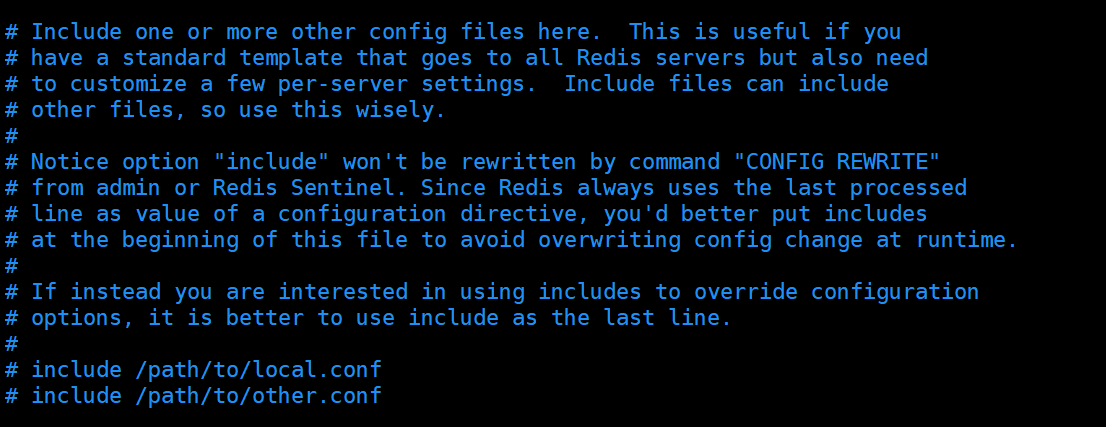 # Include one or more other config files here.  This is useful if you
# have a standard template that goes to all Redis servers but also need
# to customize a few per-server settings.  Include files can include
# other files, so use this wisely.
#
# Notice option "include" won't be rewritten by command "CONFIG REWRITE"
# from admin or Redis Sentinel. Since Redis always uses the last processed
# line as value of a configuration directive, you'd better put includes
# at the beginning of this file to avoid overwriting config change at runtime.
#
# If instead you are interested in using includes to override configuration
# options, it is better to use include as the last line.
#
# include /path/to/local.conf
# include /path/to/other.conf